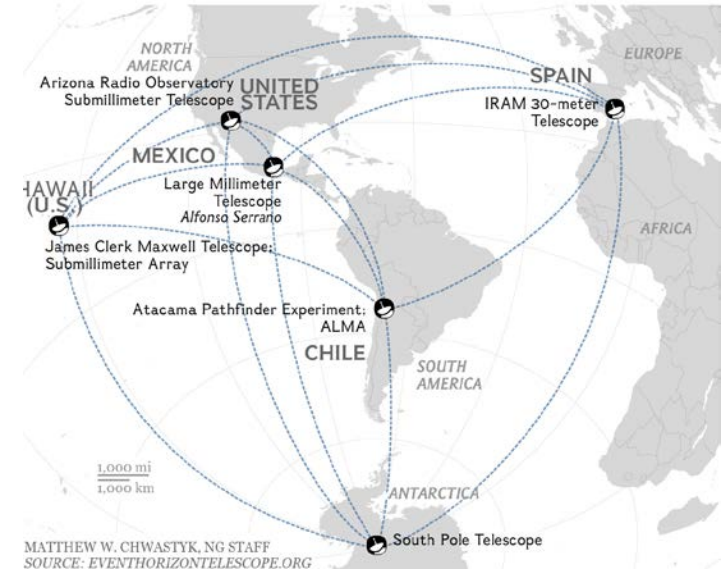 NORTH
AMERICA
EUROPE
Arizona Radio Observatory
Submillimeter Telescope
UNITED
STATES
SPAIN
IRAM 30-meter
Telescope
MEXICO
Large Millimeter
Telescope
Alfonso Serrano
HAWAII
(U.S.)
AFRICA
James Clerk Maxwell Telescope;
Submillimeter Array
Atacama Pathfinder Experiment;
ALMA
CHILE
SOUTH
AMERICA
1,000 mi
1,000 km
ANTARCTICA
South Pole Telescope
MATTHEW W. CHWASTYK, NG STAFF
SOURCE: EVENTHORIZONTELESCOPE.ORG